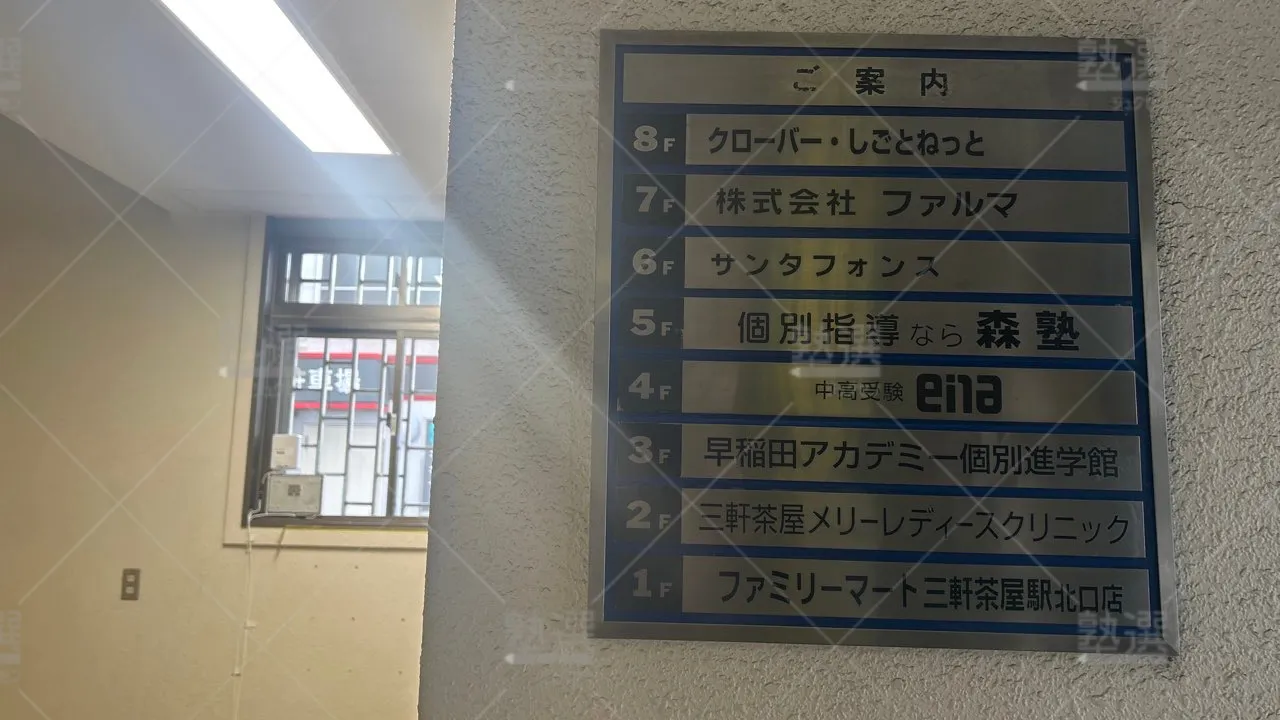 ご案内
8F クローバー・しごとねっと
7F 株式会社 ファルマ
6F サンタフォンス
5F 個別指導なら 森塾
4F 中高受験 ena
3F 早稲田アカデミー個別進学館
2F 三軒茶屋メリーレディースクリニック
1F ファミリーマート三軒茶屋駅北口店
車場
塾選